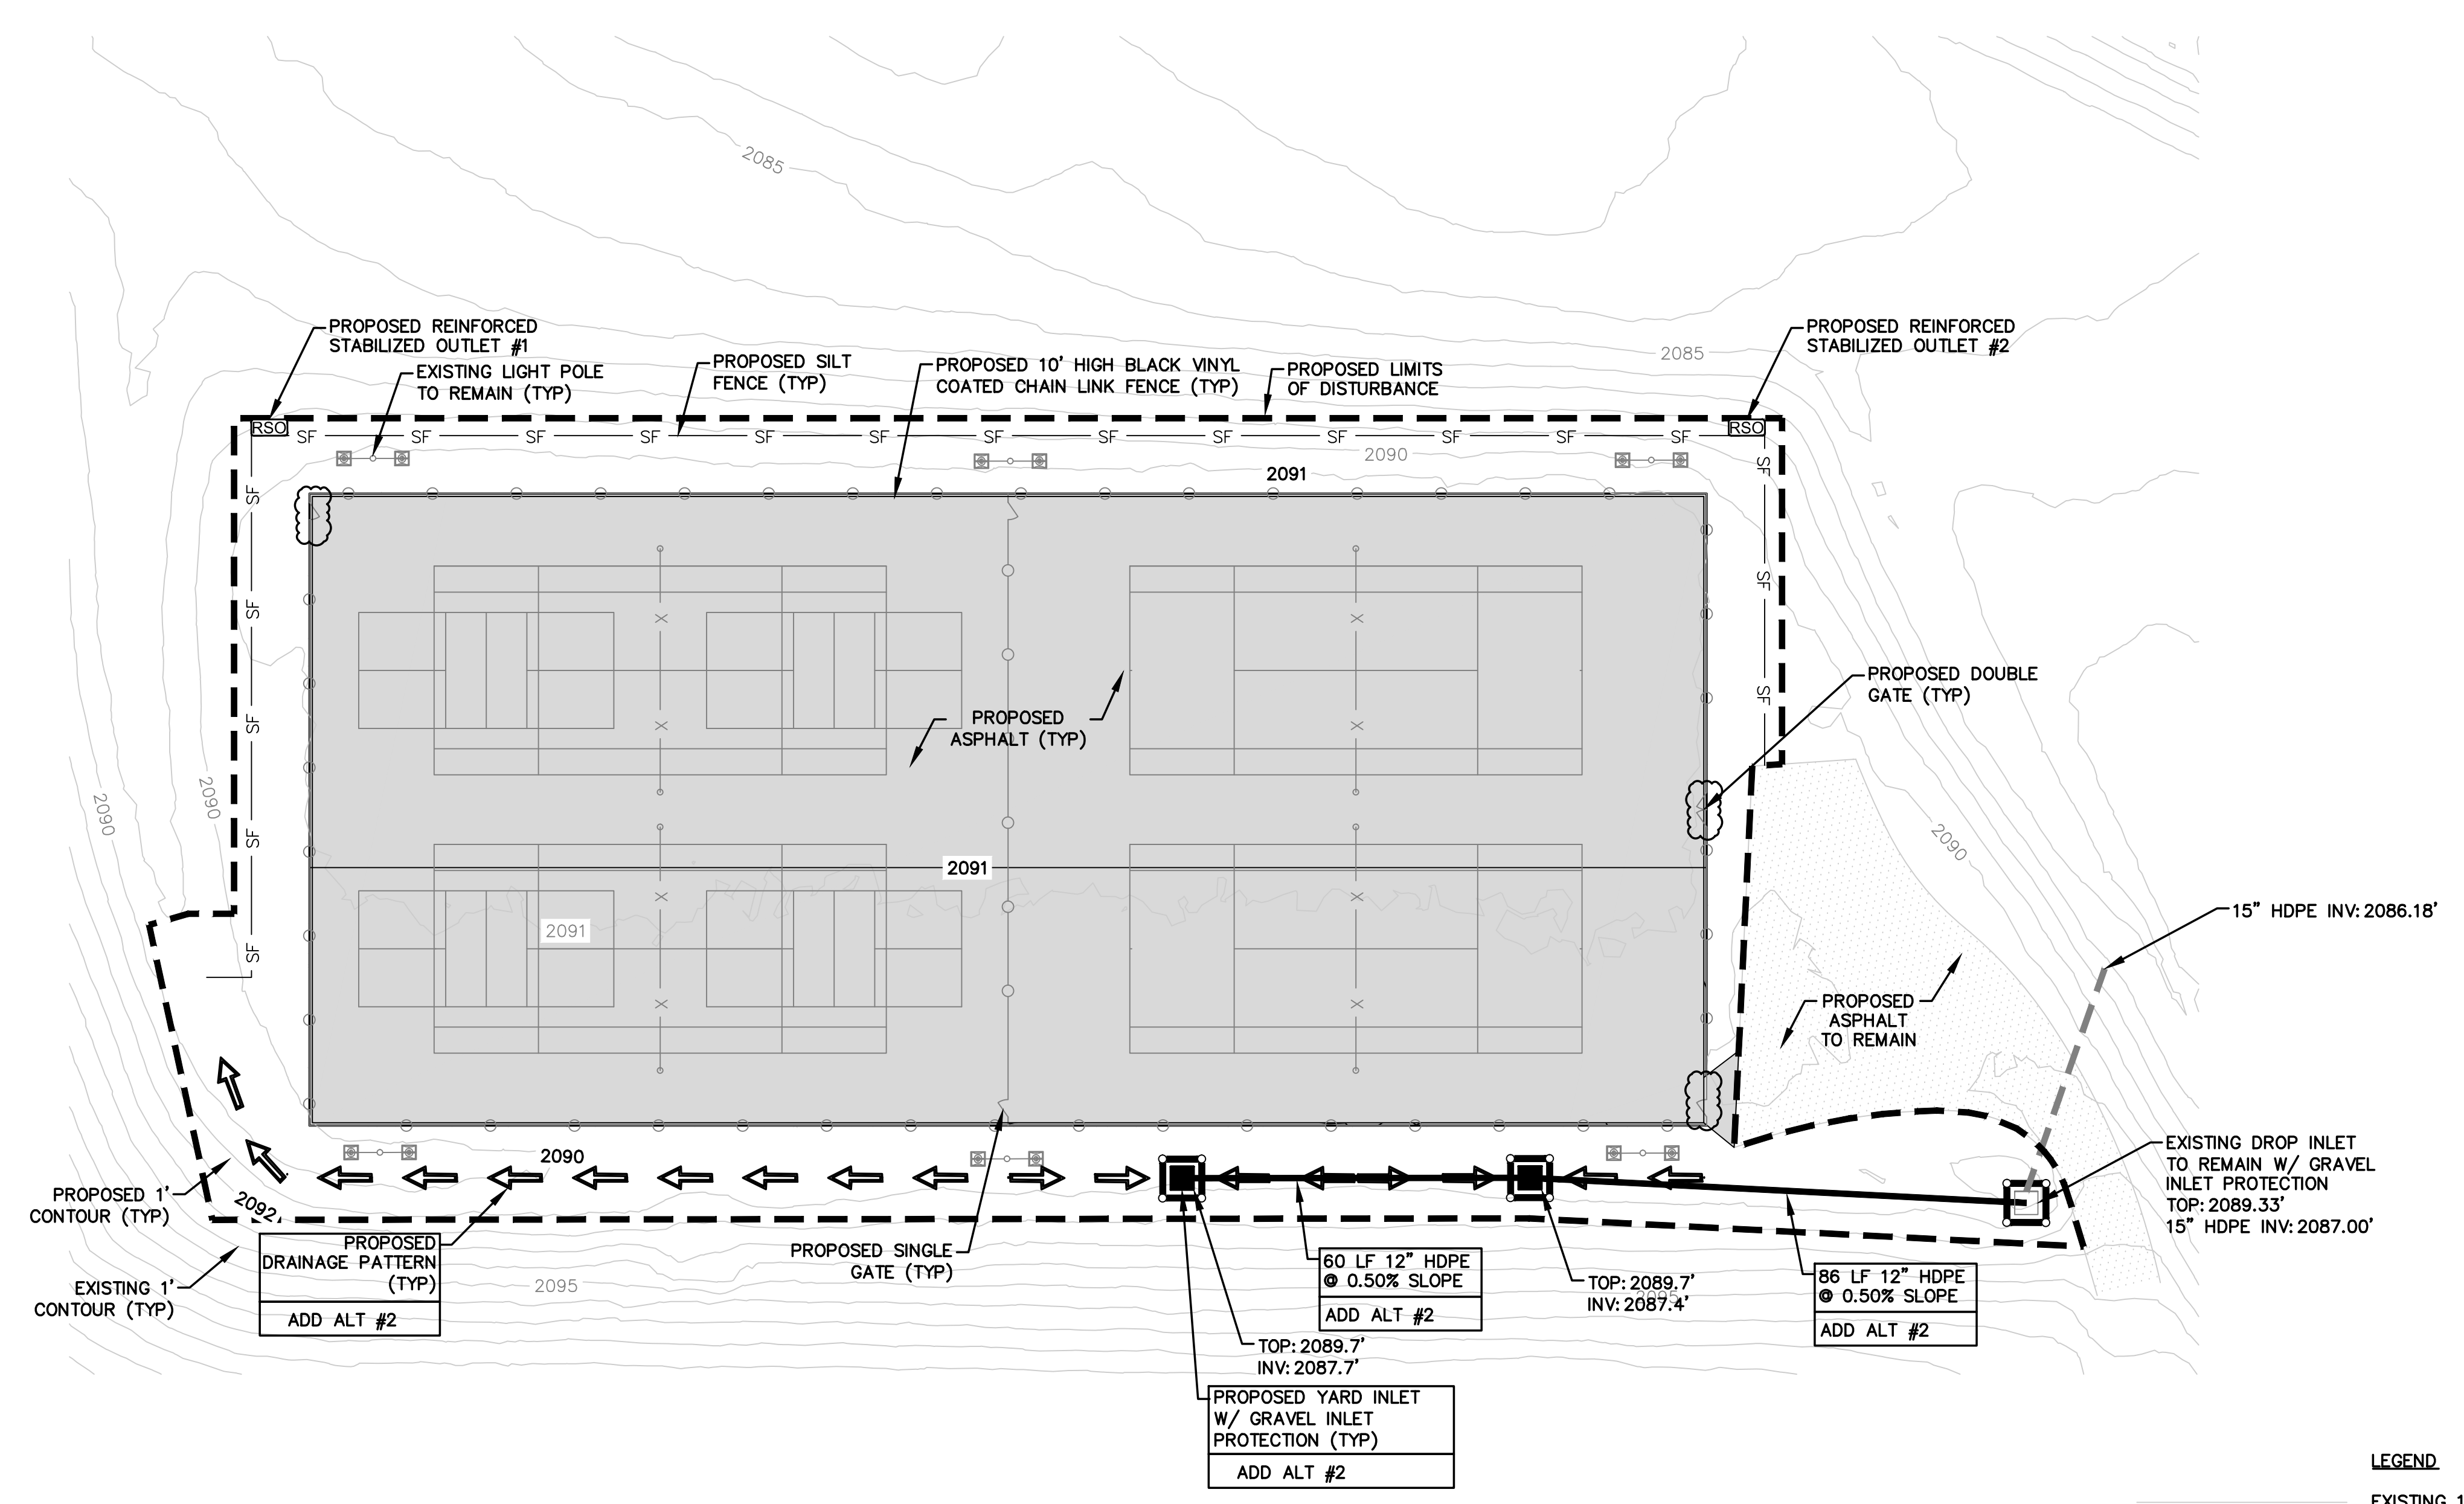 2085
PROPOSED REINFORCED
STABILIZED OUTLET #1
EXISTING LIGHT POLE
TO REMAIN (TYP)
PROPOSED SILT
FENCE (TYP)
PROPOSED 10' HIGH BLACK VINYL
COATED CHAIN LINK FENCE (TYP)
PROPOSED LIMITS
OF DISTURBANCE
2085
PROPOSED REINFORCED
STABILIZED OUTLET #2
RSO
SF SF SF SF SF SF SF SF SF SF SF SF SF
RSO
2090
2091
SF
SF
SF
SF
SF
SF
SF
SF
X
X
X
X
PROPOSED
ASPHALT (TYP)
PROPOSED DOUBLE
GATE (TYP)
2090
2090
2090
2091
2091
X
X
X
X
15" HDPE INV: 2086.18'
PROPOSED
ASPHALT
TO REMAIN
2090
EXISTING DROP INLET
TO REMAIN W/ GRAVEL
INLET PROTECTION
TOP: 2089.33'
15" HDPE INV: 2087.00'
PROPOSED 1'
CONTOUR (TYP)
2092
EXISTING 1'
CONTOUR (TYP)
PROPOSED
DRAINAGE PATTERN
(TYP)
ADD ALT #2
2095
PROPOSED SINGLE
GATE (TYP)
60 LF 12" HDPE
@ 0.50% SLOPE
ADD ALT #2
TOP: 2089.7'
INV: 2087.4'
2095
86 LF 12" HDPE
@ 0.50% SLOPE
ADD ALT #2
TOP: 2089.7'
INV: 2087.7'
PROPOSED YARD INLET
W/ GRAVEL INLET
PROTECTION (TYP)
ADD ALT #2
LEGEND